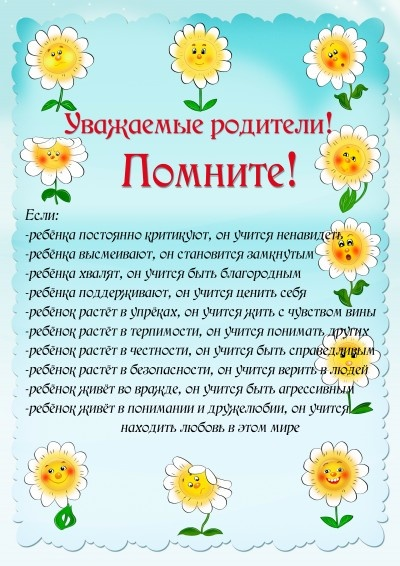 Уважаемые родители!
Помните!
Если:
-ребёнка постоянно критикуют, он учится ненавидеть
-ребёнка высмеивают, он становится замкнутым
-ребёнка хвалят, он учится быть благородным
-ребёнка поддерживают, он учится ценить себя
-ребёнок растёт в упрёках, он учится жить с чувством вины
-ребёнок растёт в терпимости, он учится понимать других
-ребёнок растёт в честности, он учится быть справедливым
-ребёнок растёт в безопасности, он учится верить в людей
-ребёнок живёт во вражде, он учится быть агрессивным
-ребёнок живёт в понимании и дружелюбии, он учится
находить любовь в этом мире